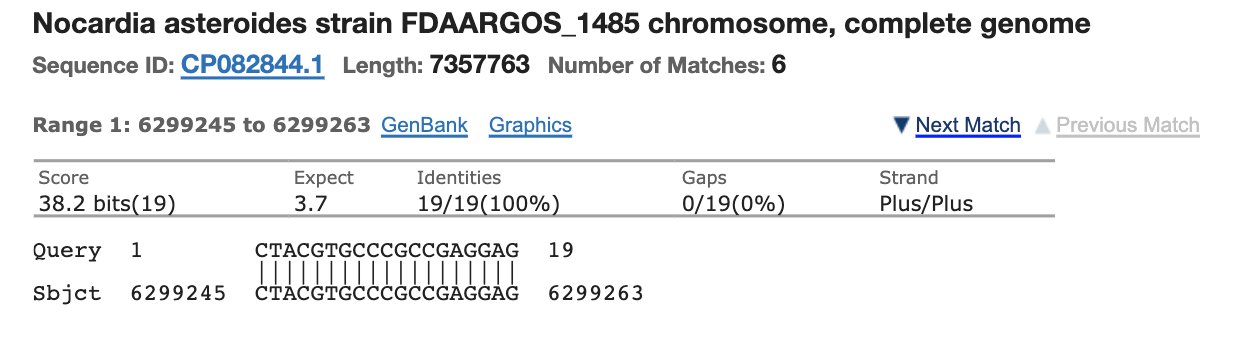 Nocardia asteroides strain FDAARGOS_1485 chromosome, complete genome
Sequence ID: CP082844.1 Length: 7357763 Number of Matches: 6
Range 1: 6299245 to 6299263 GenBank Graphics ▼ Next Match ▲ Previous Match
Score Expect Identities Gaps Strand
38.2 bits(19) 3.7 19/19(100%) 0/19(0%) Plus/Plus
Query 1 CTACGTGCCCGCCGAGGAG 19
|||||||||||||||||||
Sbjct 6299245 CTACGTGCCCGCCGAGGAG 6299263